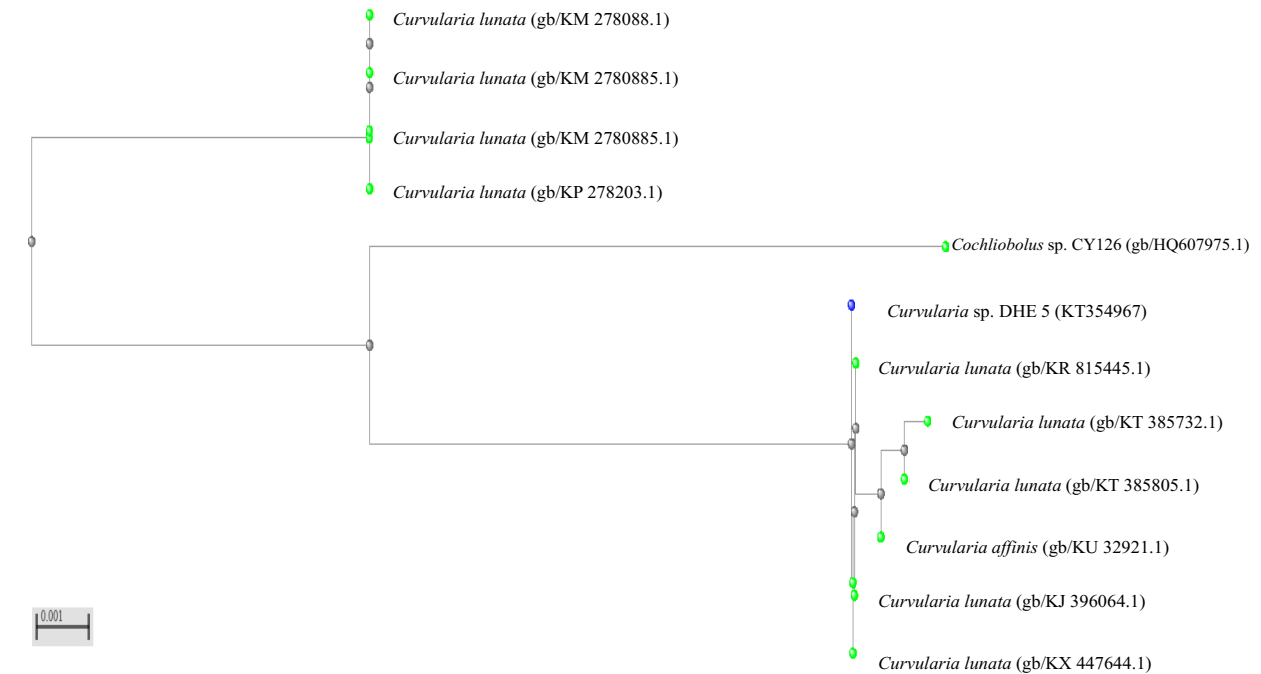 Curvularia lunata (gb/KM 278088.1)
Curvularia lunata (gb/KM 2780885.1)
Curvularia lunata (gb/KM 2780885.1)
Curvularia lunata (gb/KP 278203.1)
Cochliobolus sp. CY126 (gb/HQ607975.1)
Curvularia sp. DHE 5 (KT354967)
Curvularia lunata (gb/KR 815445.1)
Curvularia lunata (gb/KT 385732.1)
Curvularia lunata (gb/KT 385805.1)
Curvularia affinis (gb/KU 32921.1)
Curvularia lunata (gb/KJ 396064.1)
0.001
Curvularia lunata (gb/KX 447644.1)